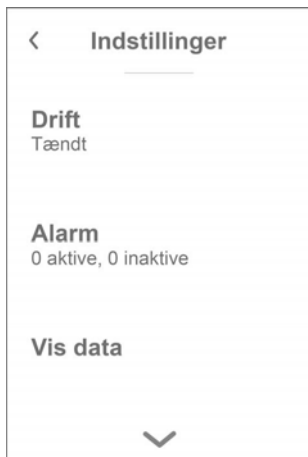 Indstillinger
Drift
Tændt
Alarm
0 aktive, 0 inaktive
Vis data